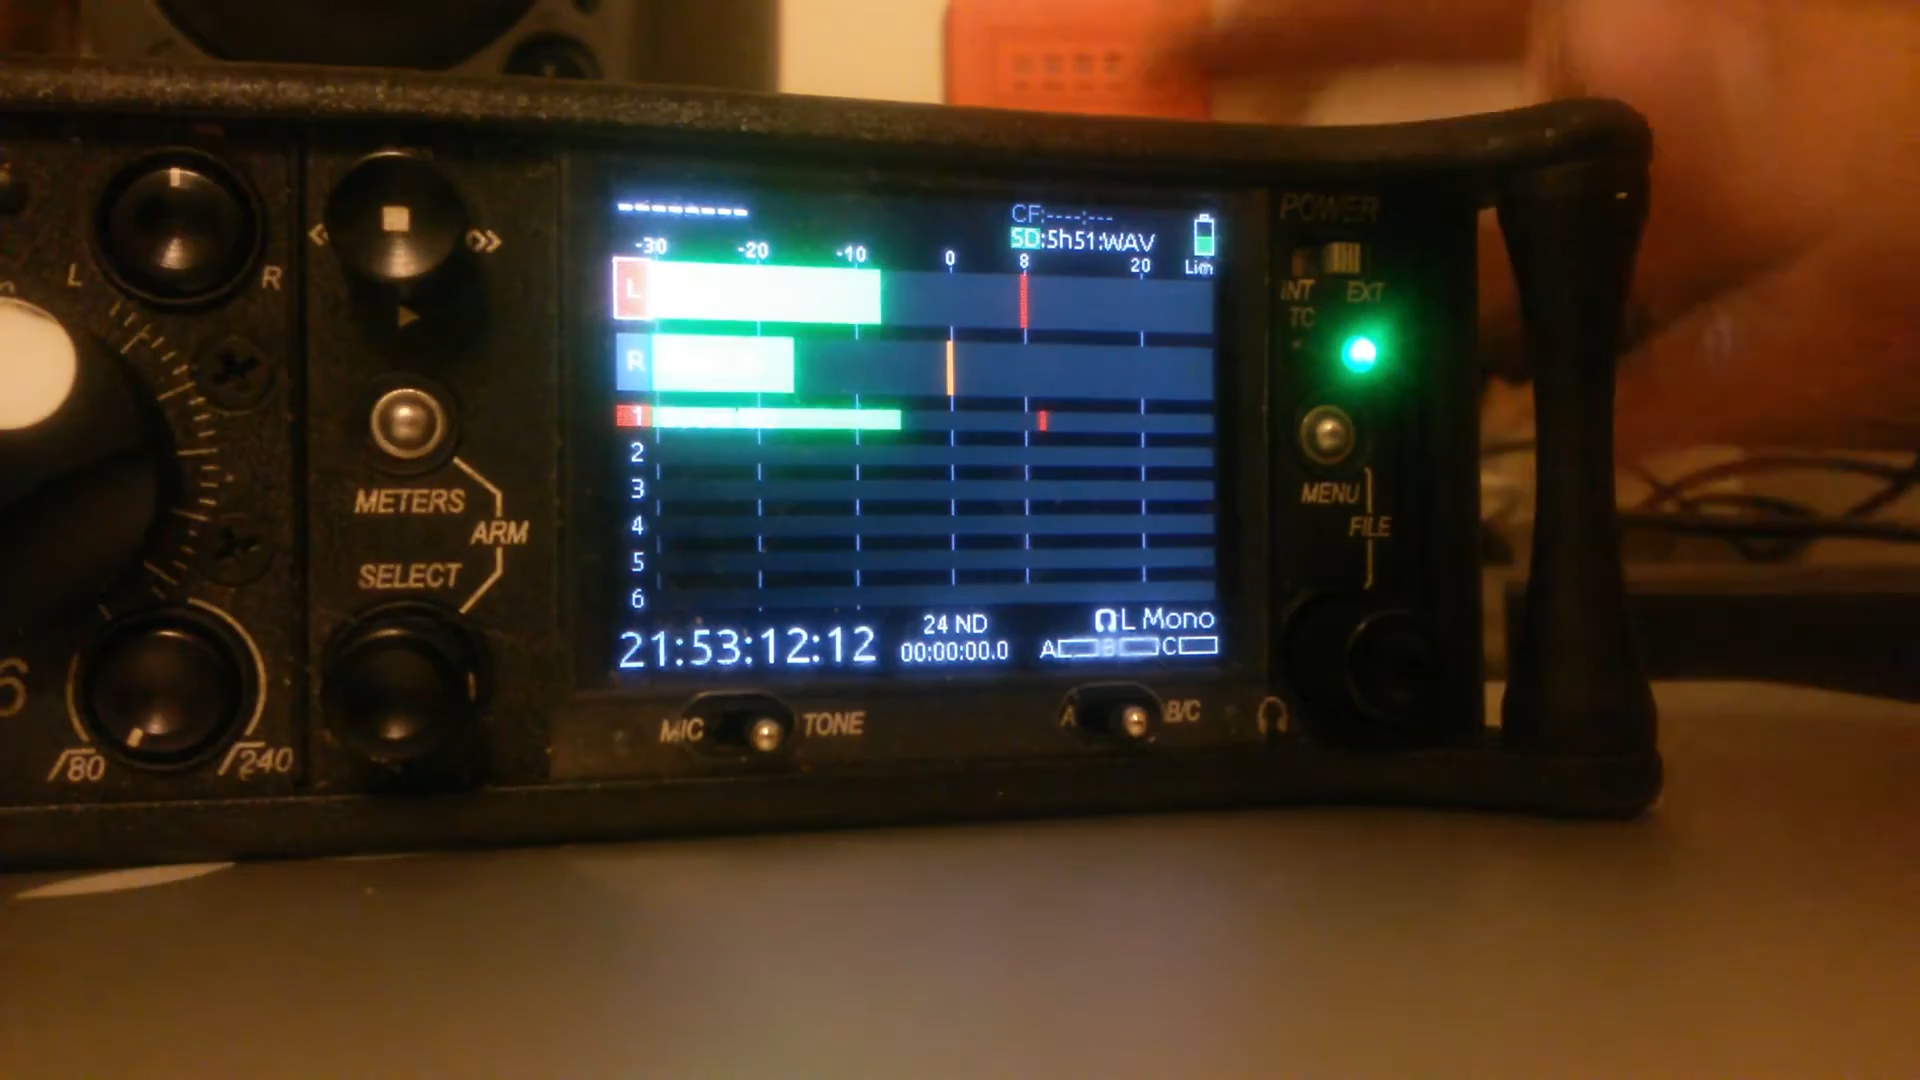 --------
CF:----:---
SD:5h51:WAV
-30 -20 -10 0 8 20
Lim
L
R
1
2
3
4
5
6
21:53:12:12
24 ND
00:00:00.0
L Mono
A B C
L R
METERS
ARM
SELECT
6
80 240
MIC TONE
A B/C
POWER
INT EXT
TC
MENU
FILE